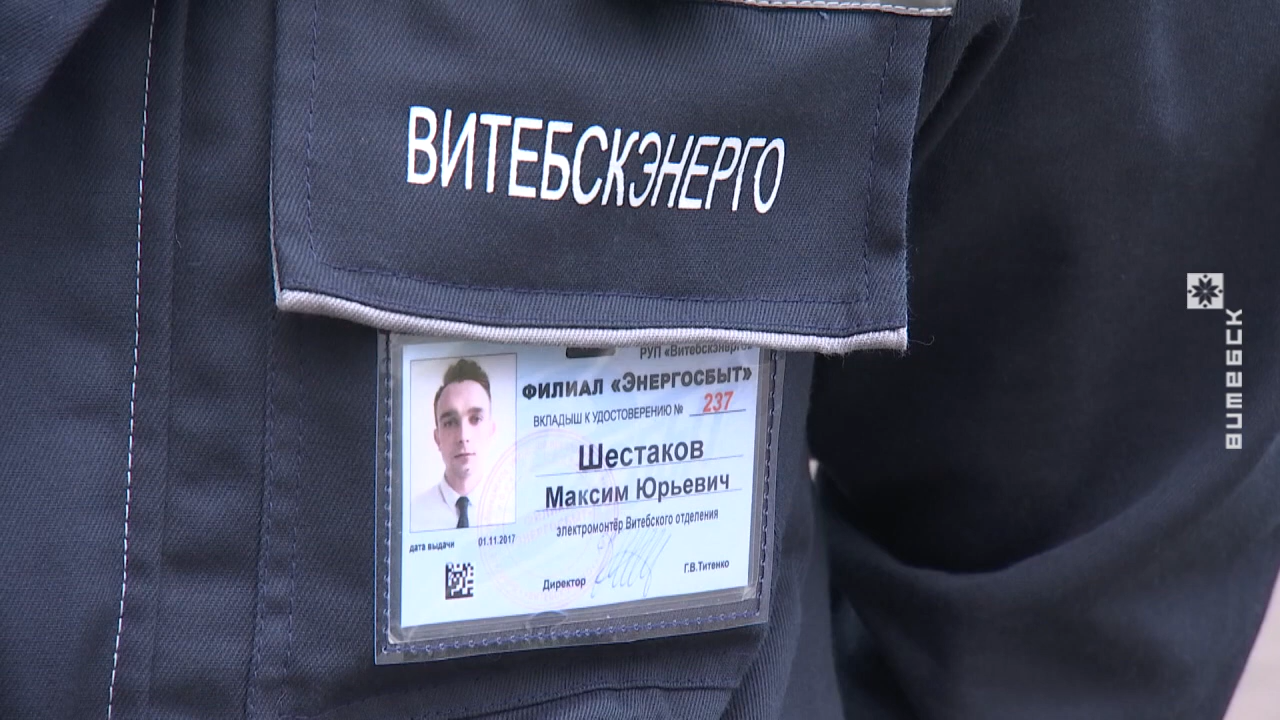 ВИТЕБСКЭНЕРГО
РУП «Витебскэнерго»
ФИЛИАЛ «ЭНЕРГОСБЫТ»
ВКЛАДЫШ К УДОСТОВЕРЕНИЮ № 237
Шестаков
Максим Юрьевич
электромонтёр Витебского отделения
дата выдачи 01.11.2017
Директор Г.В.Титенко
ВИТЕБСК